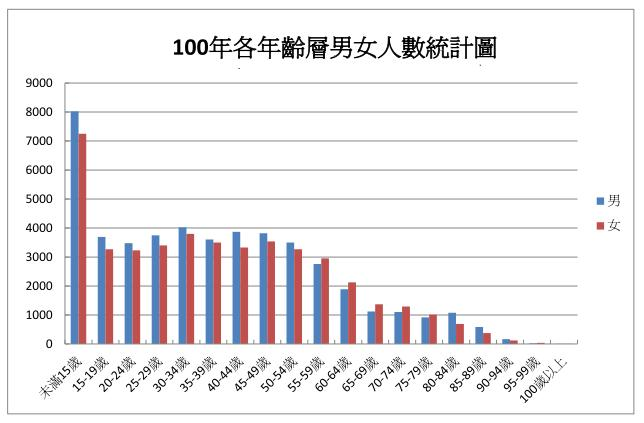 100年各年齡層男女人數統計圖
9000
8000
7000
6000
5000
4000
3000
2000
1000
0
男
女
未滿15歲
15-19歲
20-24歲
25-29歲
30-34歲
35-39歲
40-44歲
45-49歲
50-54歲
55-59歲
60-64歲
65-69歲
70-74歲
75-79歲
80-84歲
85-89歲
90-94歲
95-99歲
100歲以上